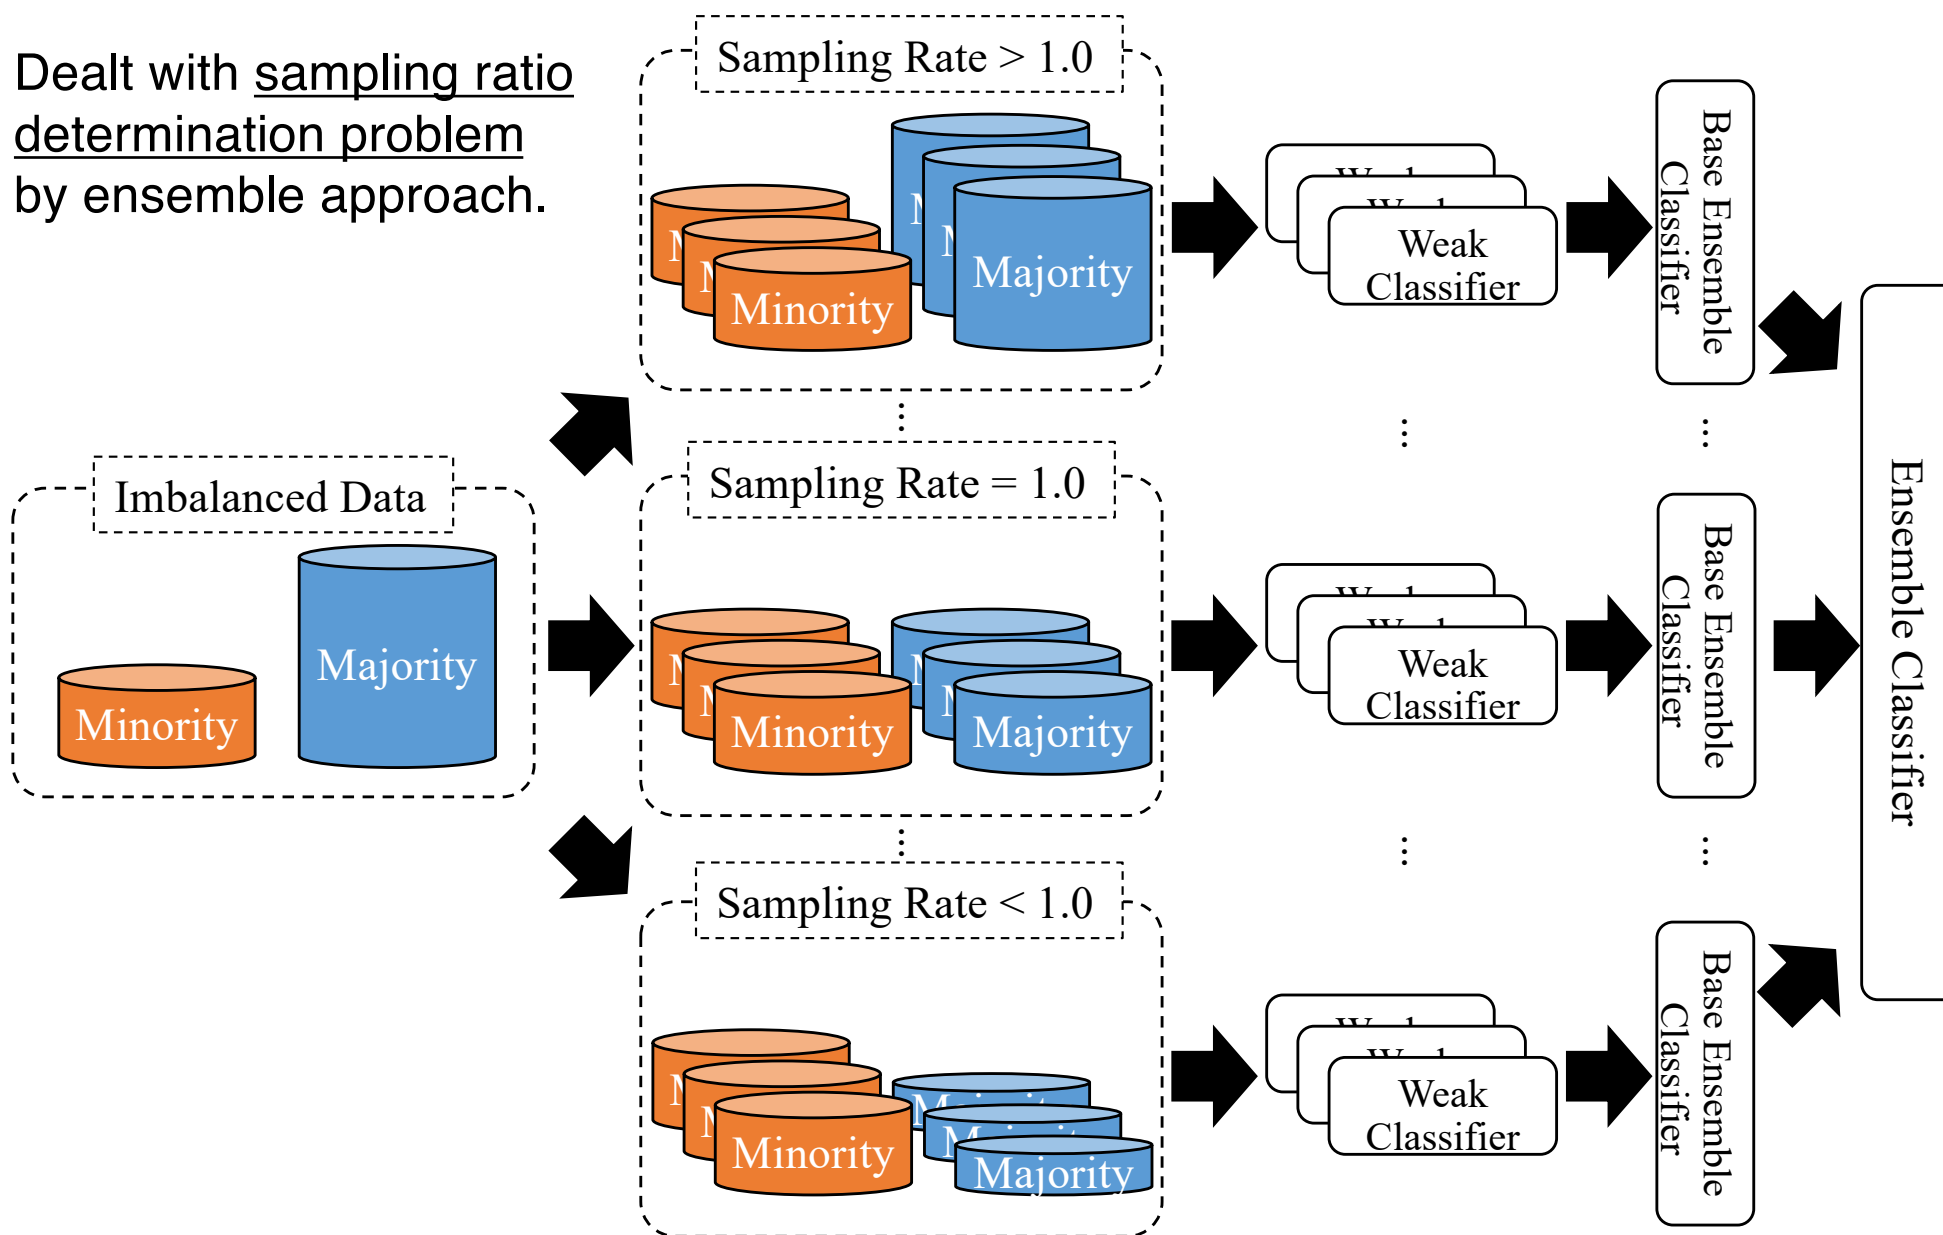 Dealt with sampling ratio
determination problem
by ensemble approach.
Imbalanced Data
Minority
Majority
Sampling Rate > 1.0
Minority
Majority
Weak
Classifier
Base Ensemble
Classifier
Sampling Rate = 1.0
Minority
Majority
Weak
Classifier
Base Ensemble
Classifier
Sampling Rate < 1.0
Minority
Majority
Majority
Majority
Weak
Classifier
Base Ensemble
Classifier
Ensemble Classifier